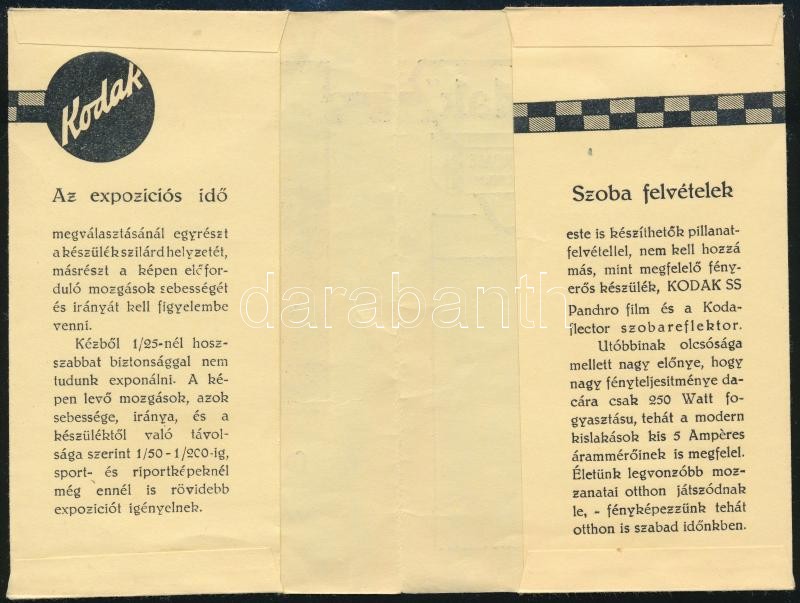 Kodak
Az expoziciós idő
megválasztásánál egyrészt
a készülék szilárd helyzetét,
másrészt a képen előfor-
duló mozgások sebességét
és irányát kell figyelembe
venni.
Kézből 1/25-nél hosz-
szabbat biztonsággal nem
tudunk exponálni. A ké-
pen levő mozgások, azok
sebessége, iránya, és a
készüléktől való távol-
sága szerint 1/50-1/200-ig,
sport- és riportképeknél
még ennél is rövidebb
expoziciót igényelnek.
Szoba felvételek
este is készíthetők pillanat-
felvétellel, nem kell hozzá
más, mint megfelelő fény-
erős készülék, KODAK SS
Panchro film és a Koda-
flector szobareflektor.
Utóbbinak olcsósága
mellett nagy előnye, hogy
nagy fényteljesitménye da-
cára csak 250 Watt fo-
gyasztásu, tehát a modern
kislakások kis 5 Ampères
árammérőinek is megfelel.
Életünk legvonzóbb moz-
zanatai otthon játszódnak
le, - fényképezzünk tehát
otthon is szabad időnkben.
darabanth